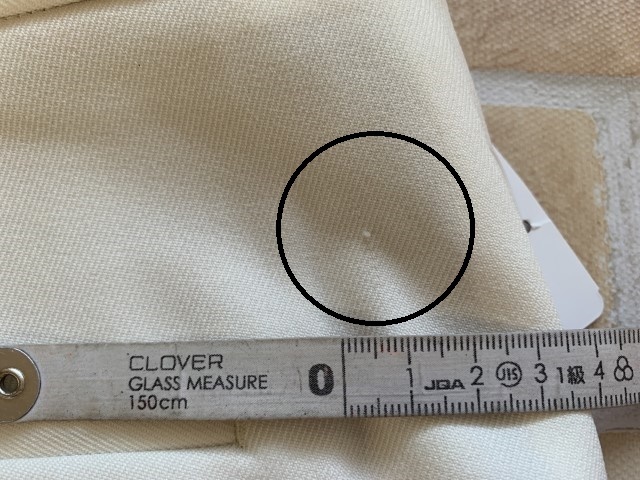 CLOVER
GLASS MEASURE
150cm
0 1 JQA 2 JIS 3 1級 4